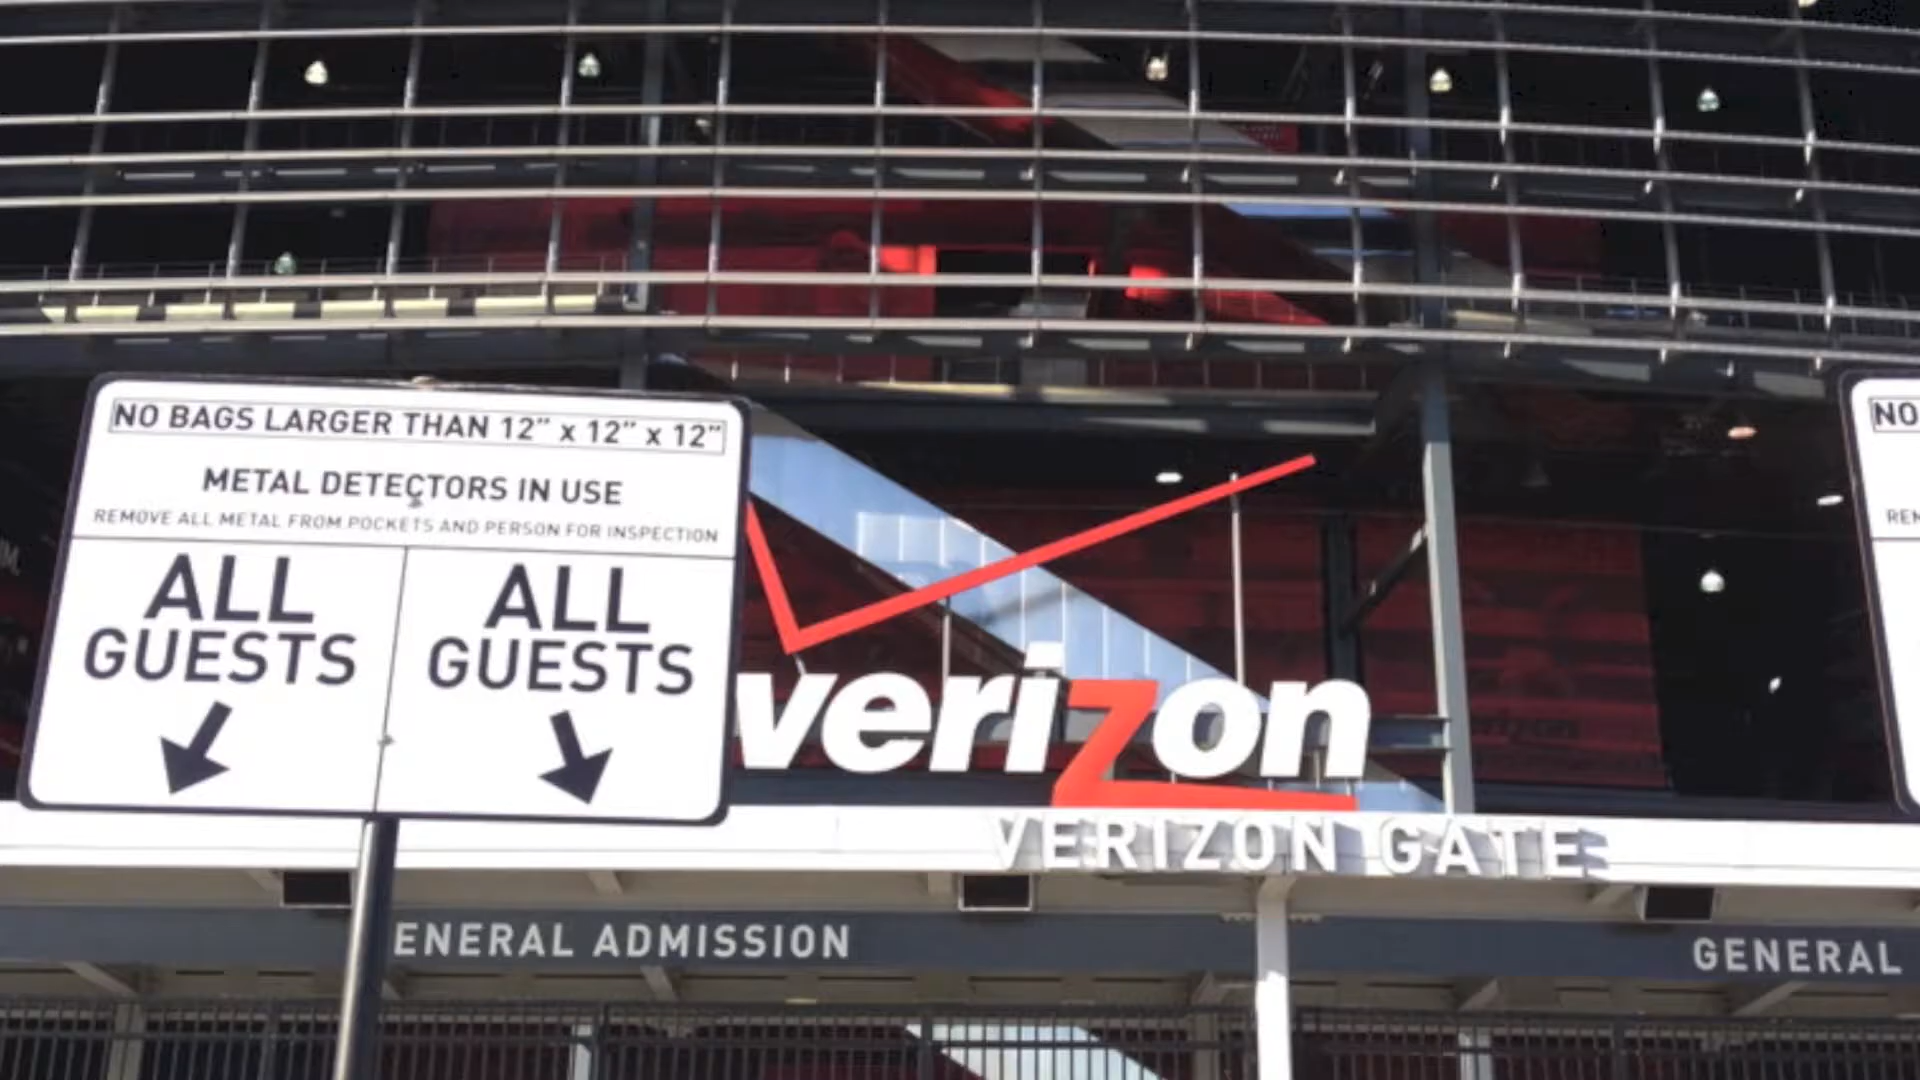 NO BAGS LARGER THAN 12” x 12” x 12”
METAL DETECTORS IN USE
REMOVE ALL METAL FROM POCKETS AND PERSON FOR INSPECTION
ALL
GUESTS
ALL
GUESTS
verizon
VERIZON GATE
ENERAL ADMISSION
GENERAL
NO
REM